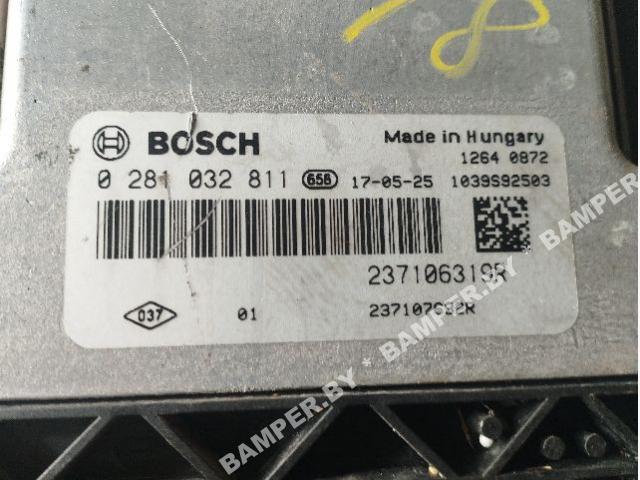 BOSCH Made in Hungary
1264 0872
0 281 032 811 656 17-05-25 1039S92503
237106319R
037 01
BAMPER.BY * BAMPER.BY * BAMPER.BY